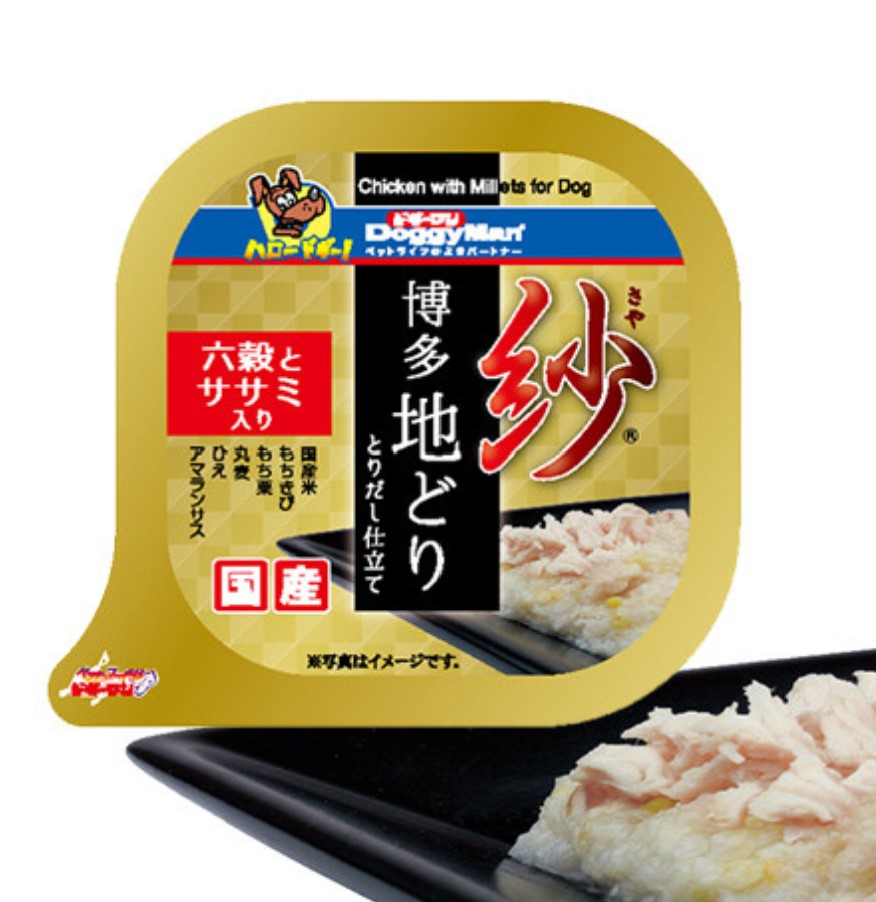 Chicken with Millets for Dog
ハロードギー!
ドギーマン
DoggyMan
ペットライフのよきパートナー
紗
さや
®
博多地どり
とりだし仕立て
六穀と
ササミ
入り
国産米
もちきび
もち粟
丸麦
ひえ
アマランサス
国産
※写真はイメージです。